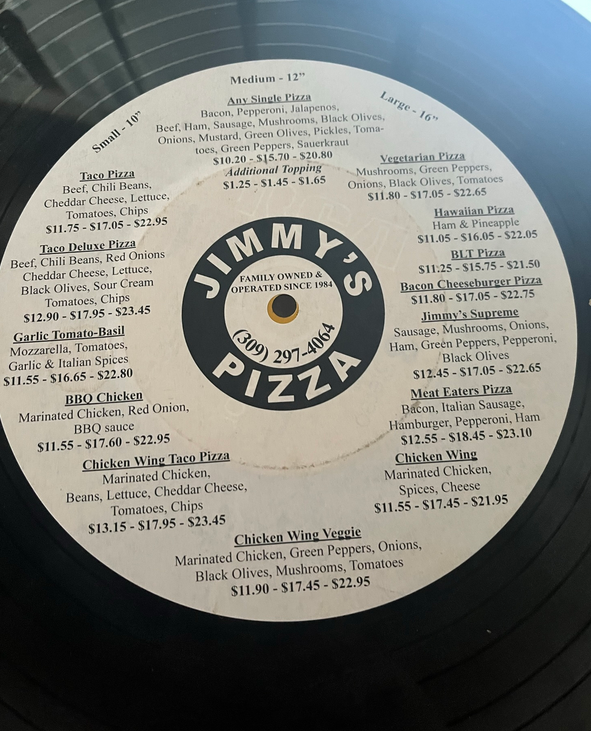 Small - 10"
Medium - 12"
Large - 16"
Any Single Pizza
Bacon, Pepperoni, Jalapenos,
Beef, Ham, Sausage, Mushrooms, Black Olives,
Onions, Mustard, Green Olives, Pickles, Toma-
toes, Green Peppers, Sauerkraut
$10.20 - $15.70 - $20.80
Additional Topping
$1.25 - $1.45 - $1.65
Taco Pizza
Beef, Chili Beans,
Cheddar Cheese, Lettuce,
Tomatoes, Chips
$11.75 - $17.05 - $22.95
Taco Deluxe Pizza
Beef, Chili Beans, Red Onions
Cheddar Cheese, Lettuce,
Black Olives, Sour Cream
Tomatoes, Chips
$12.90 - $17.95 - $23.45
Garlic Tomato-Basil
Mozzarella, Tomatoes,
Garlic & Italian Spices
$11.55 - $16.65 - $22.80
BBQ Chicken
Marinated Chicken, Red Onion,
BBQ sauce
$11.55 - $17.60 - $22.95
Chicken Wing Taco Pizza
Marinated Chicken,
Beans, Lettuce, Cheddar Cheese,
Tomatoes, Chips
$13.15 - $17.95 - $23.45
JIMMY'S
FAMILY OWNED &
OPERATED SINCE 1984
(309) 297-4064
PIZZA
Vegetarian Pizza
Mushrooms, Green Peppers,
Onions, Black Olives, Tomatoes
$11.80 - $17.05 - $22.65
Hawaiian Pizza
Ham & Pineapple
$11.05 - $16.05 - $22.05
BLT Pizza
$11.25 - $15.75 - $21.50
Bacon Cheeseburger Pizza
$11.80 - $17.05 - $22.75
Jimmy's Supreme
Sausage, Mushrooms, Onions,
Ham, Green Peppers, Pepperoni,
Black Olives
$12.45 - $17.05 - $22.65
Meat Eaters Pizza
Bacon, Italian Sausage,
Hamburger, Pepperoni, Ham
$12.55 - $18.45 - $23.10
Chicken Wing
Marinated Chicken,
Spices, Cheese
$11.55 - $17.45 - $21.95
Chicken Wing Veggie
Marinated Chicken, Green Peppers, Onions,
Black Olives, Mushrooms, Tomatoes
$11.90 - $17.45 - $22.95